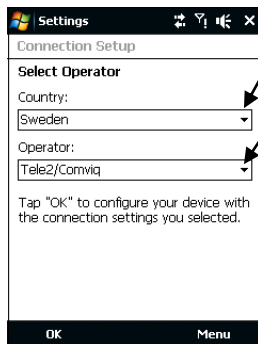 Settings
Connection Setup
Select Operator
Country:
Sweden
Operator:
Tele2/Comviq
Tap "OK" to configure your device with
the connection settings you selected.
OK Menu